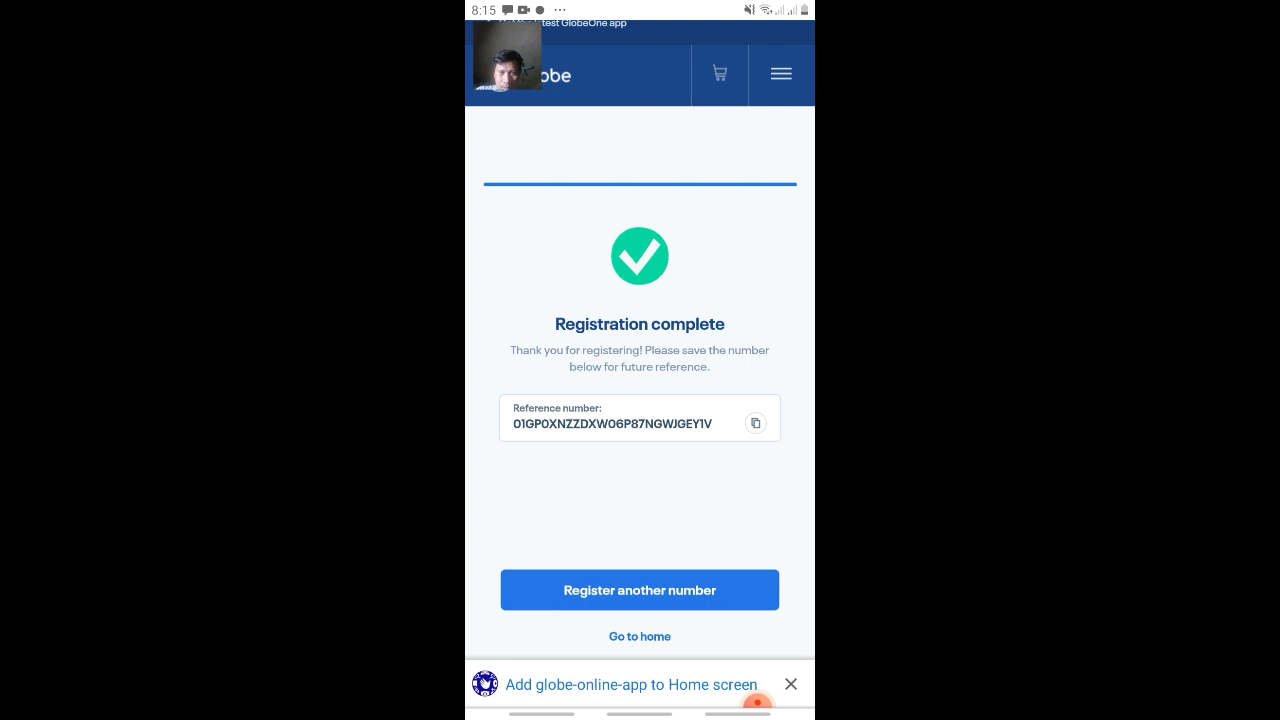 8:15
test GlobeOne app
obe
Registration complete
Thank you for registering! Please save the number
below for future reference.
Reference number:
01GP0XNZZDXW06P87NGWJGEY1V
Register another number
Go to home
Add globe-online-app to Home screen